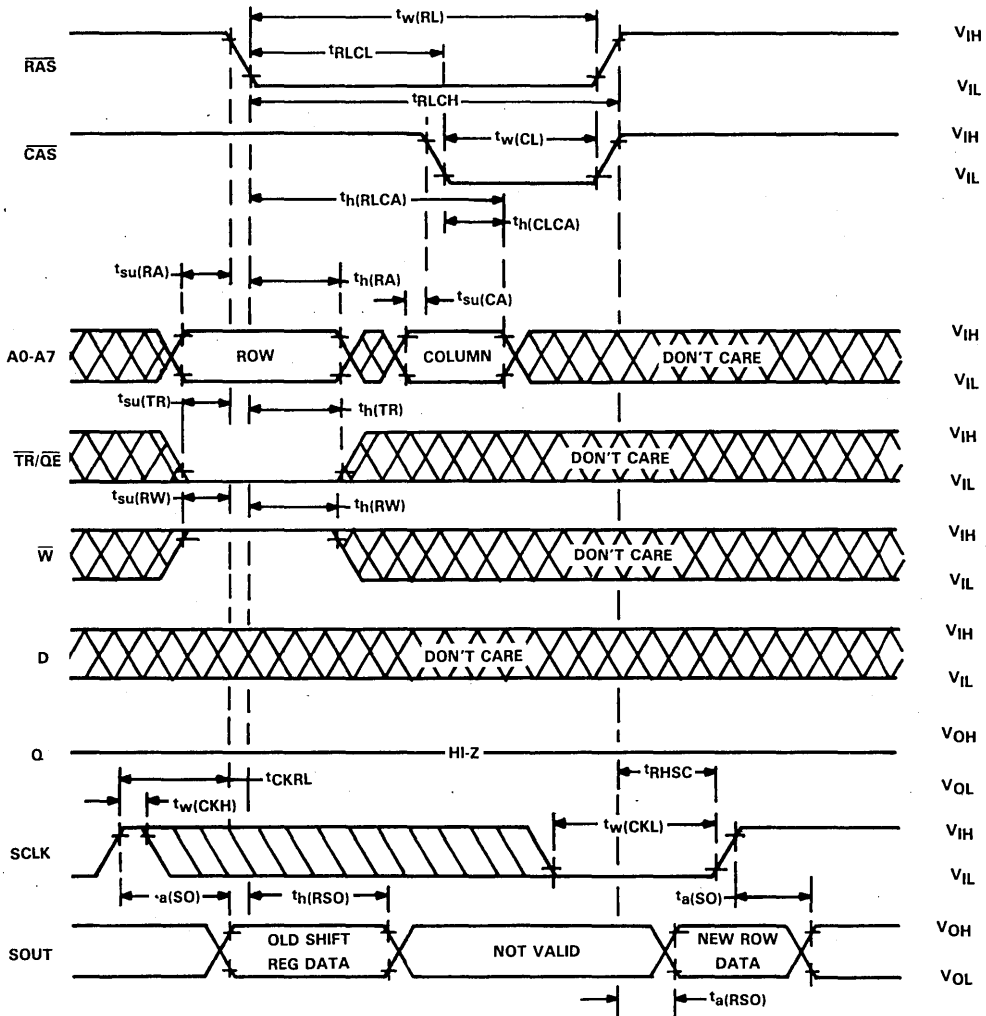 tw(RL)
VIH
tRLCL
RAS
VIL
tRLCH
tw(CL)
VIH
CAS
VIL
th(RLCA)
th(CLCA)
tsu(RA)
th(RA)
tsu(CA)
VIH
A0-A7
ROW
COLUMN
DON'T CARE
VIL
tsu(TR)
th(TR)
VIH
TR/QE
DON'T CARE
VIL
tsu(RW)
th(RW)
VIH
W
DON'T CARE
VIL
VIH
D
DON'T CARE
VIL
VOH
Q
HI-Z
tCKRL
tRHSC
VOL
tw(CKH)
tw(CKL)
VIH
SCLK
VIL
a(SO)
th(RSO)
ta(SO)
VOH
SOUT
OLD SHIFT
REG DATA
NOT VALID
NEW ROW
DATA
VOL
ta(RSO)